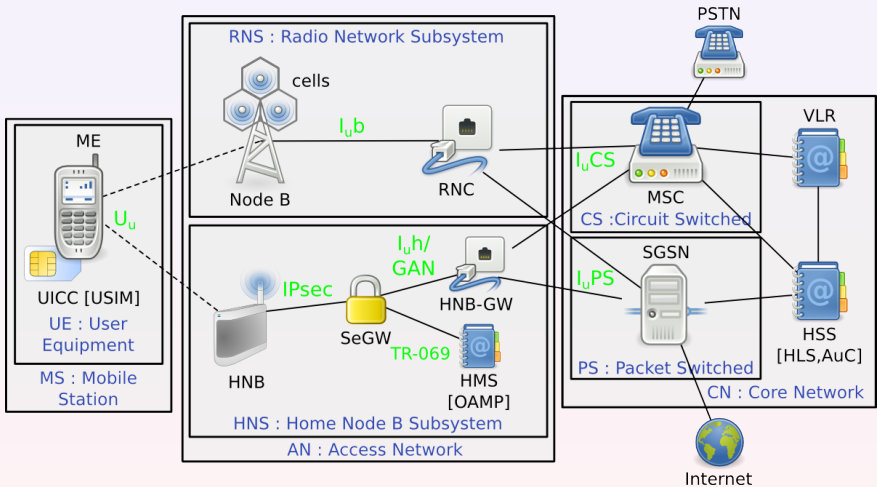 PSTN
RNS : Radio Network Subsystem
cells
Iᵤb
Node B
RNC
ME
Uᵤ
UICC [USIM]
UE : User
Equipment
MS : Mobile
Station
IᵤCS
MSC
CS :Circuit Switched
VLR
Iᵤh/
GAN
IPsec
HNB-GW
SeGW
HNB
TR-069
HMS
[OAMP]
HNS : Home Node B Subsystem
AN : Access Network
SGSN
IᵤPS
PS : Packet Switched
HSS
[HLS,AuC]
CN : Core Network
Internet